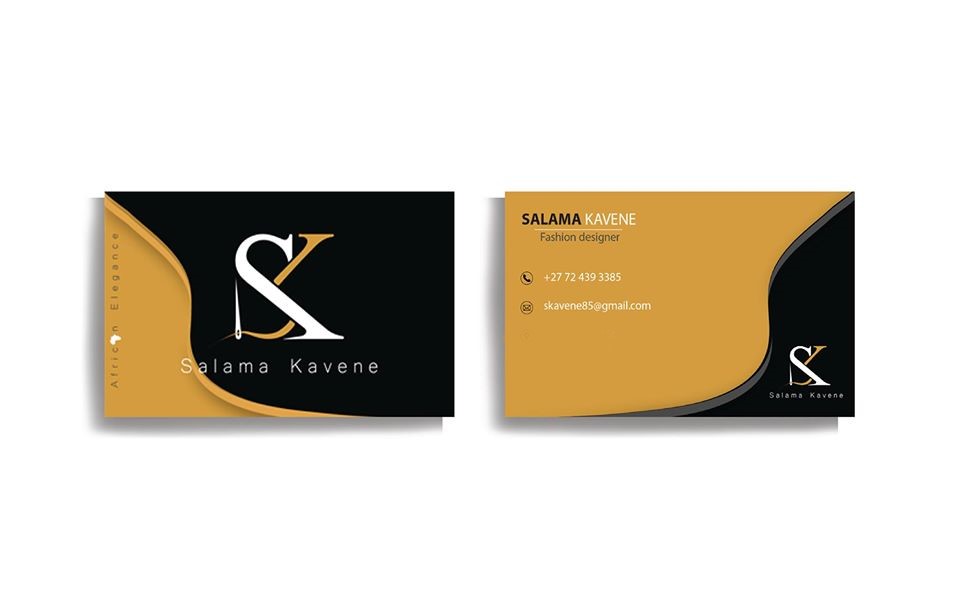 African Elegance
SK
Salama Kavene
SALAMA KAVENE
Fashion designer
+27 72 439 3385
skavene85@gmail.com
SK
Salama Kavene